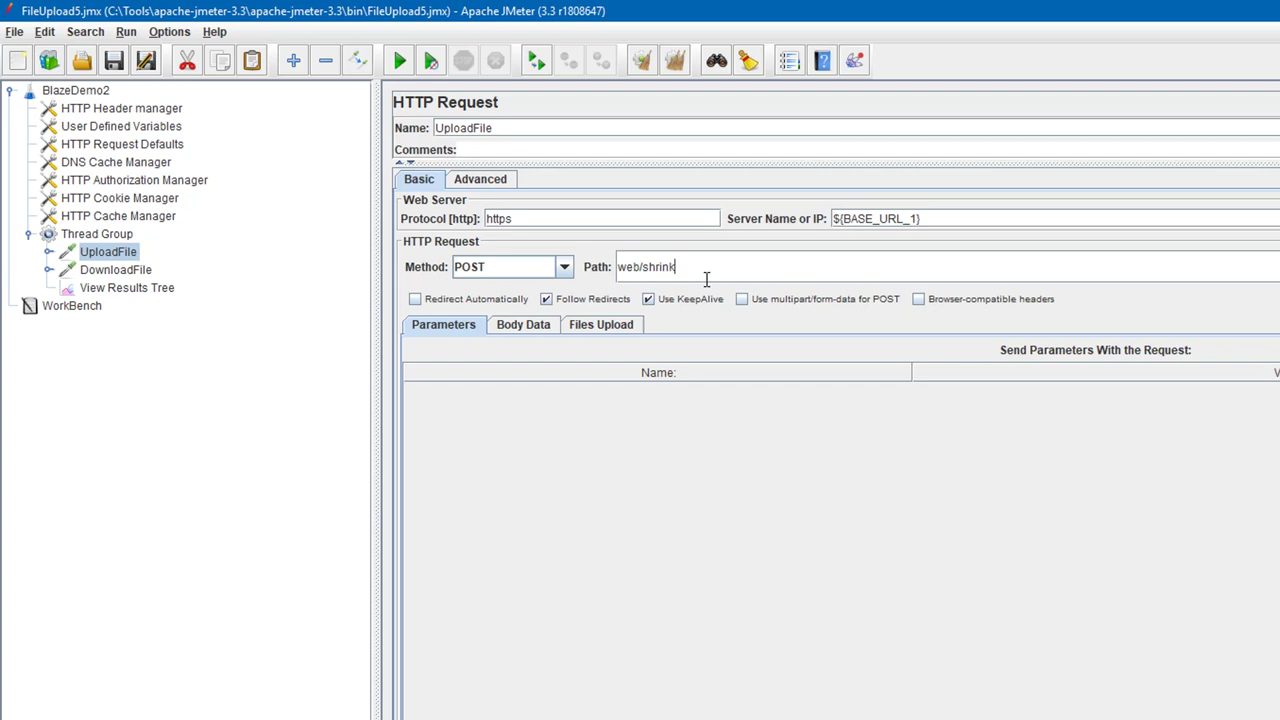 FileUpload5.jmx (C:\Tools\apache-jmeter-3.3\apache-jmeter-3.3\bin\FileUpload5.jmx) - Apache JMeter (3.3 r1808647)
File Edit Search Run Options Help
BlazeDemo2
HTTP Header manager
User Defined Variables
HTTP Request Defaults
DNS Cache Manager
HTTP Authorization Manager
HTTP Cookie Manager
HTTP Cache Manager
Thread Group
UploadFile
DownloadFile
View Results Tree
WorkBench
HTTP Request
Name: UploadFile
Comments:
Basic Advanced
Web Server
Protocol [http]: https Server Name or IP: ${BASE_URL_1}
HTTP Request
Method: POST Path: web/shrink
Redirect Automatically Follow Redirects Use KeepAlive Use multipart/form-data for POST Browser-compatible headers
Parameters Body Data Files Upload
Send Parameters With the Request:
Name: V